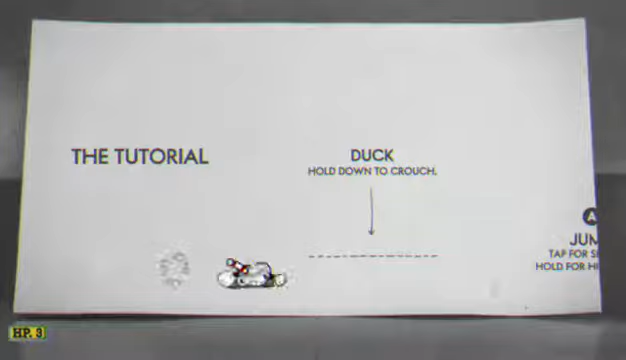 THE TUTORIAL
DUCK
HOLD DOWN TO CROUCH.
A
JUM
TAP FOR S
HOLD FOR HI
HP. 3